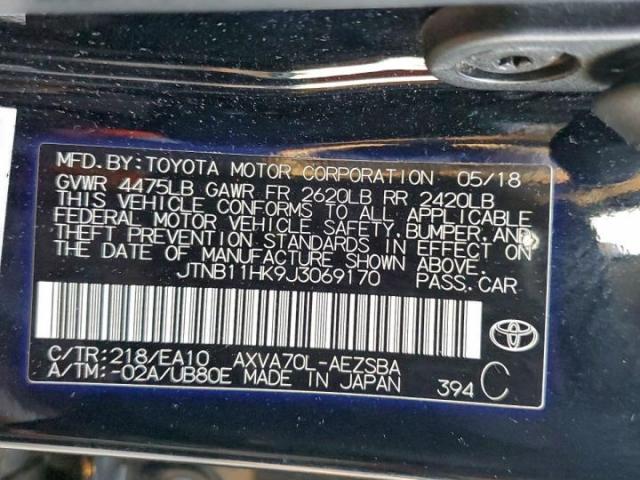 MFD.BY:TOYOTA MOTOR CORPORATION 05/18
GVWR 4475LB GAWR FR 2620LB RR 2420LB
THIS VEHICLE CONFORMS TO ALL APPLICABLE
FEDERAL MOTOR VEHICLE SAFETY,BUMPER,AND
THEFT PREVENTION STANDARDS IN EFFECT ON
THE DATE OF MANUFACTURE SHOWN ABOVE.
JTNB11HK9J3069170 PASS.CAR
C/TR:218/EA10 AXVA70L-AEZSBA
A/TM:-02A/UB80E MADE IN JAPAN 394 C